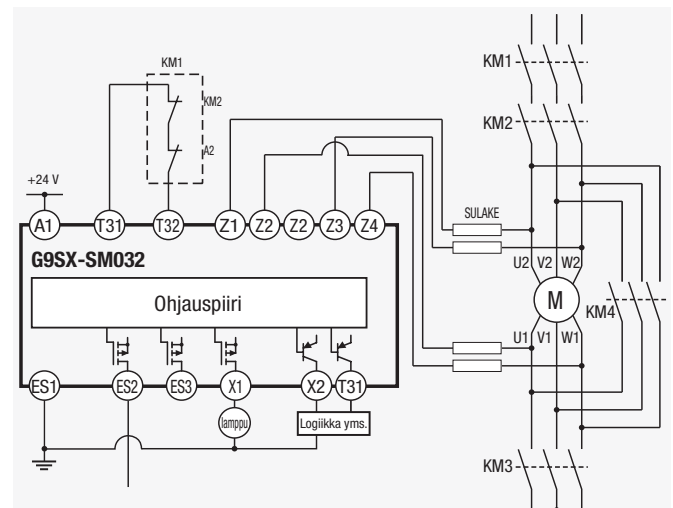 KM1
KM1
KM2
KM2
A2
+24 V
SULAKE
A1 T31 T32 Z1 Z2 Z2 Z3 Z4
G9SX-SM032
Ohjauspiiri
U2 V2 W2
M
KM4
U1 V1 W1
ES1 ES2 ES3 X1 X2 T31
lamppu
Logiikka yms.
KM3